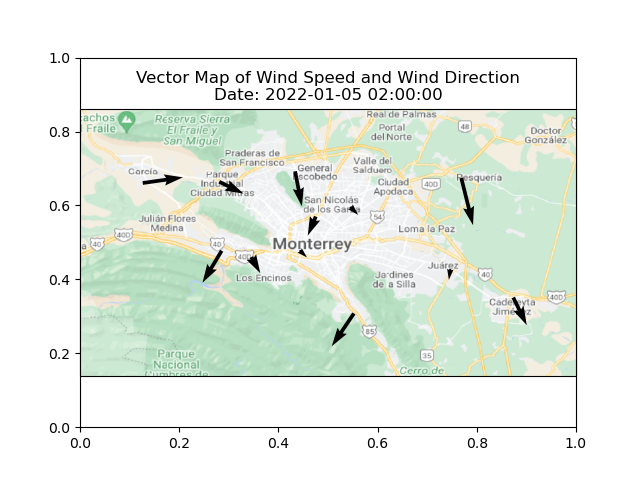 1.0
Vector Map of Wind Speed and Wind Direction
Date: 2022-01-05 02:00:00
achos
e Fraile
Reserva Sierra
El Fraile y
San Miguel
Real de Palmas
Portal
del Norte
48
Doctor
González
0.8
Praderas de
San Francisco
Valle del
Salduero
General
Escobedo
García
Parque
Industrial
Ciudad Mitras
Ciudad
Apodaca
40D
Pesquería
San Nicolás
de los Garza
0.6
54
Julián Flores
Medina
Loma la Paz
40
40
Monterrey
40D
Juárez
40
0.4
Los Encinos
Jardines
de la Silla
Cadereyta
Jiménez
40D
85
35
0.2
Parque
Nacional
Cumbres de
Cerro de
0.0
0.0 0.2 0.4 0.6 0.8 1.0